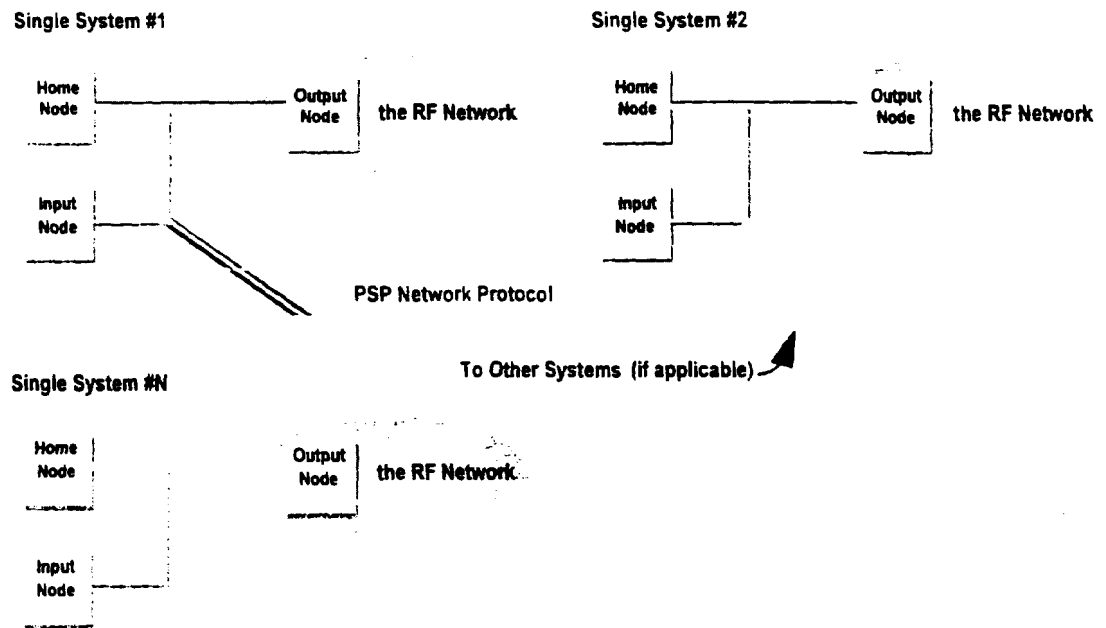 Single System #1
Home
Node
Output
Node
the RF Network
Input
Node
Single System #2
Home
Node
Output
Node
the RF Network
Input
Node
PSP Network Protocol
To Other Systems (if applicable)
Single System #N
Home
Node
Output
Node
the RF Network
Input
Node